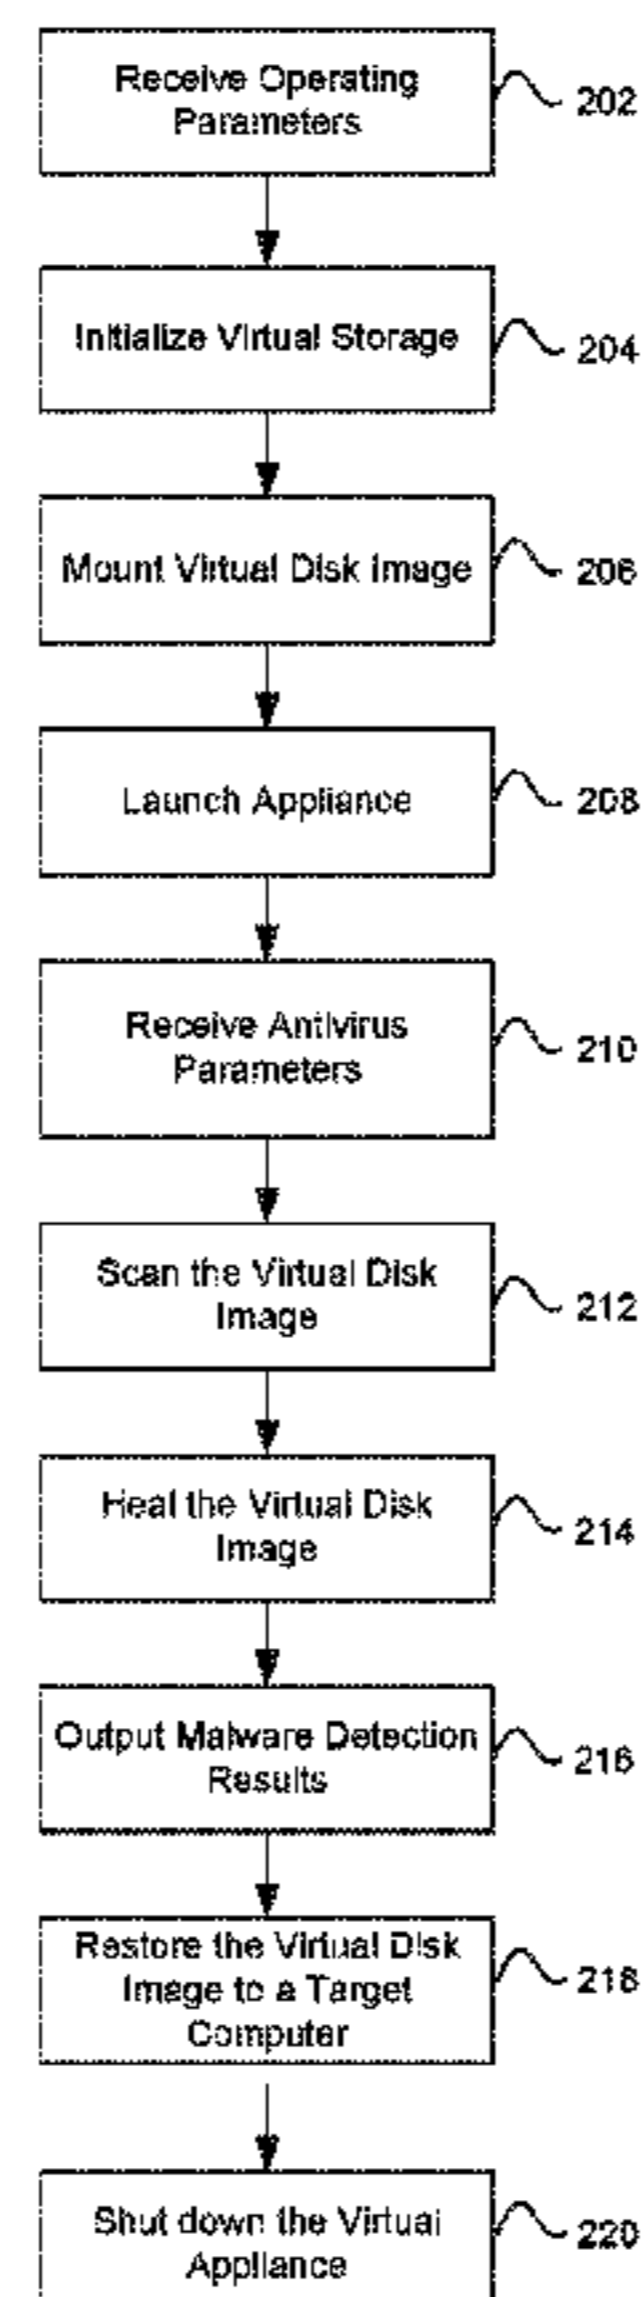 Receive Operating
Parameters
202
Initialize Virtual Storage
204
Mount Virtual Disk Image
206
Launch Appliance
208
Receive Antivirus
Parameters
210
Scan the Virtual Disk
Image
212
Heal the Virtual Disk
Image
214
Output Malware Detection
Results
216
Restore the Virtual Disk
Image to a Target
Computer
218
Shut down the Virtual
Appliance
220